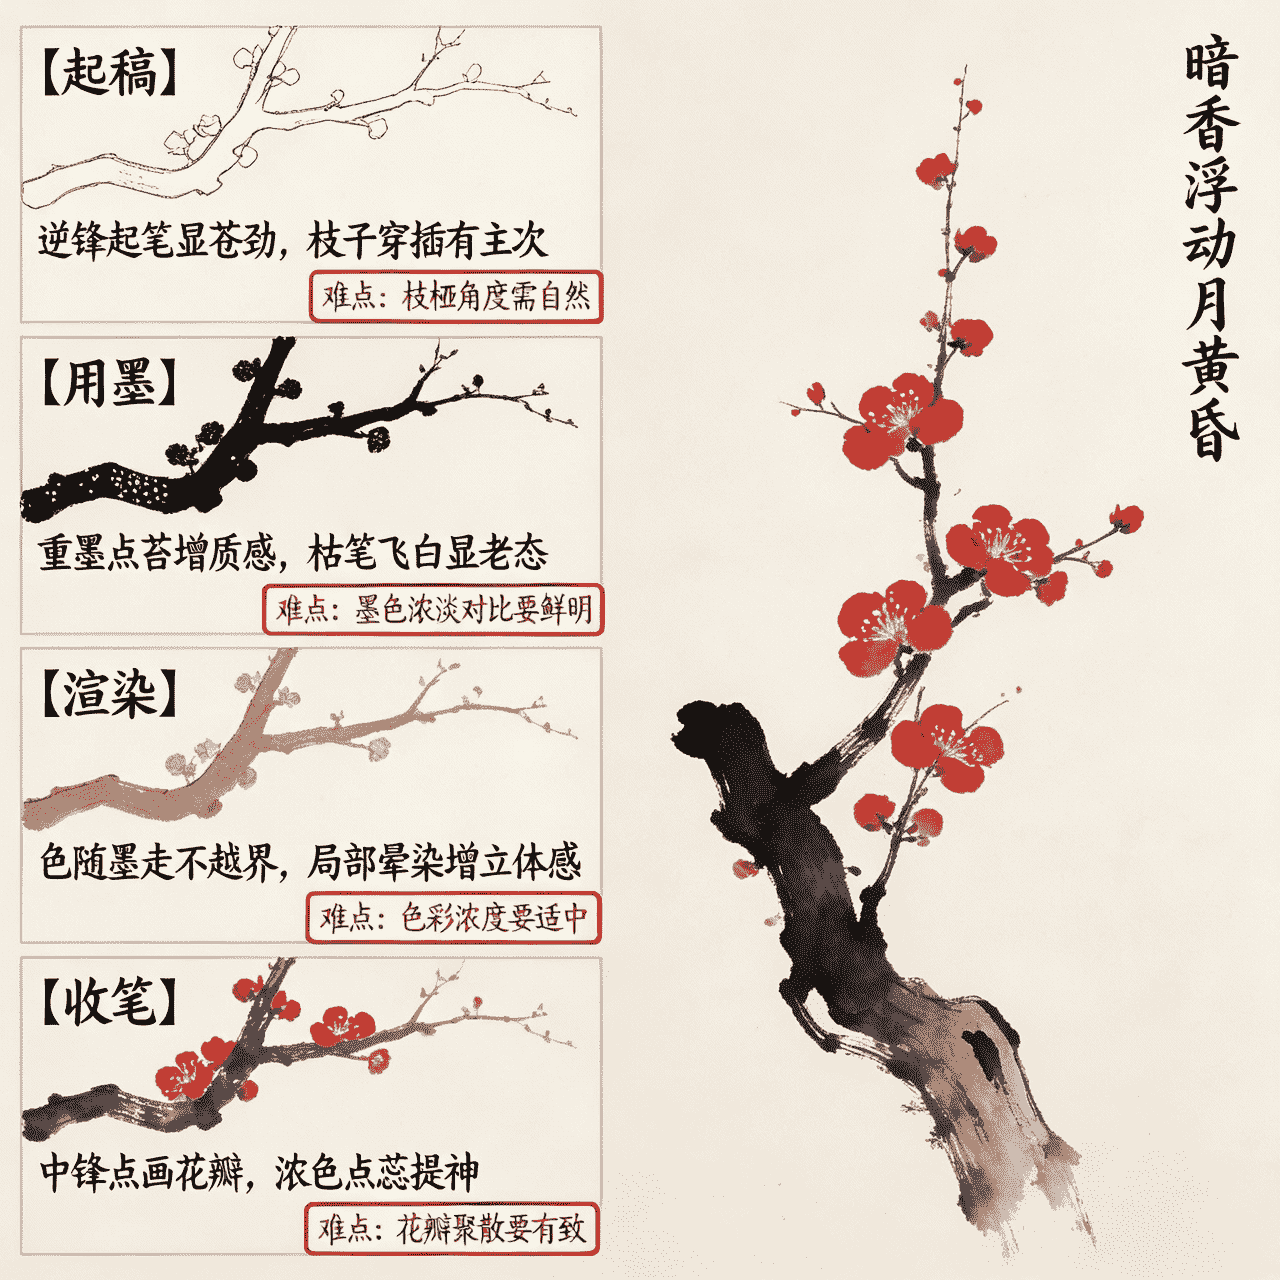 【起稿】
逆锋起笔显苍劲，枝子穿插有主次
难点：枝桠角度需自然
【用墨】
重墨点苔增质感，枯笔飞白显老态
难点：墨色浓淡对比要鲜明
【渲染】
色随墨走不越界，局部晕染增立体感
难点：色彩浓度要适中
【收笔】
中锋点画花瓣，浓色点蕊提神
难点：花瓣聚散要有致
暗香浮动月黄昏